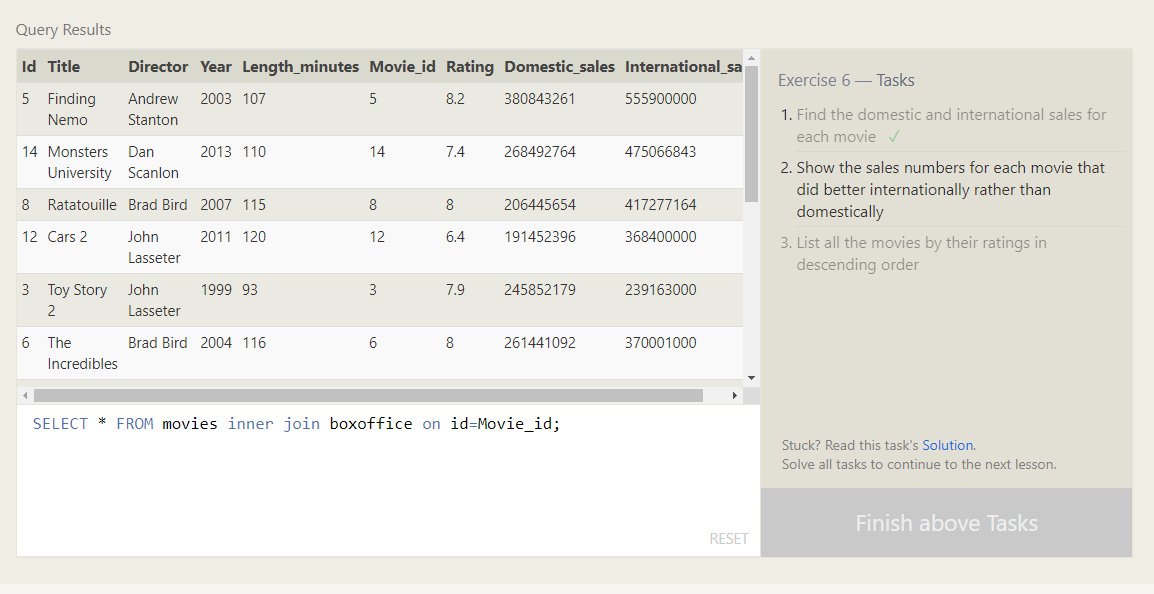 Query Results
Id Title Director Year Length_minutes Movie_id Rating Domestic_sales International_sa
5 Finding Andrew 2003 107 5 8.2 380843261 555900000
Nemo Stanton
14 Monsters Dan 2013 110 14 7.4 268492764 475066843
University Scanlon
8 Ratatouille Brad Bird 2007 115 8 8 206445654 417277164
12 Cars 2 John 2011 120 12 6.4 191452396 368400000
Lasseter
3 Toy Story John 1999 93 3 7.9 245852179 239163000
2 Lasseter
6 The Brad Bird 2004 116 6 8 261441092 370001000
Incredibles
SELECT * FROM movies inner join boxoffice on id=Movie_id;
RESET
Exercise 6 — Tasks
1. Find the domestic and international sales for
each movie ✓
2. Show the sales numbers for each movie that
did better internationally rather than
domestically
3. List all the movies by their ratings in
descending order
Stuck? Read this task's Solution.
Solve all tasks to continue to the next lesson.
Finish above Tasks